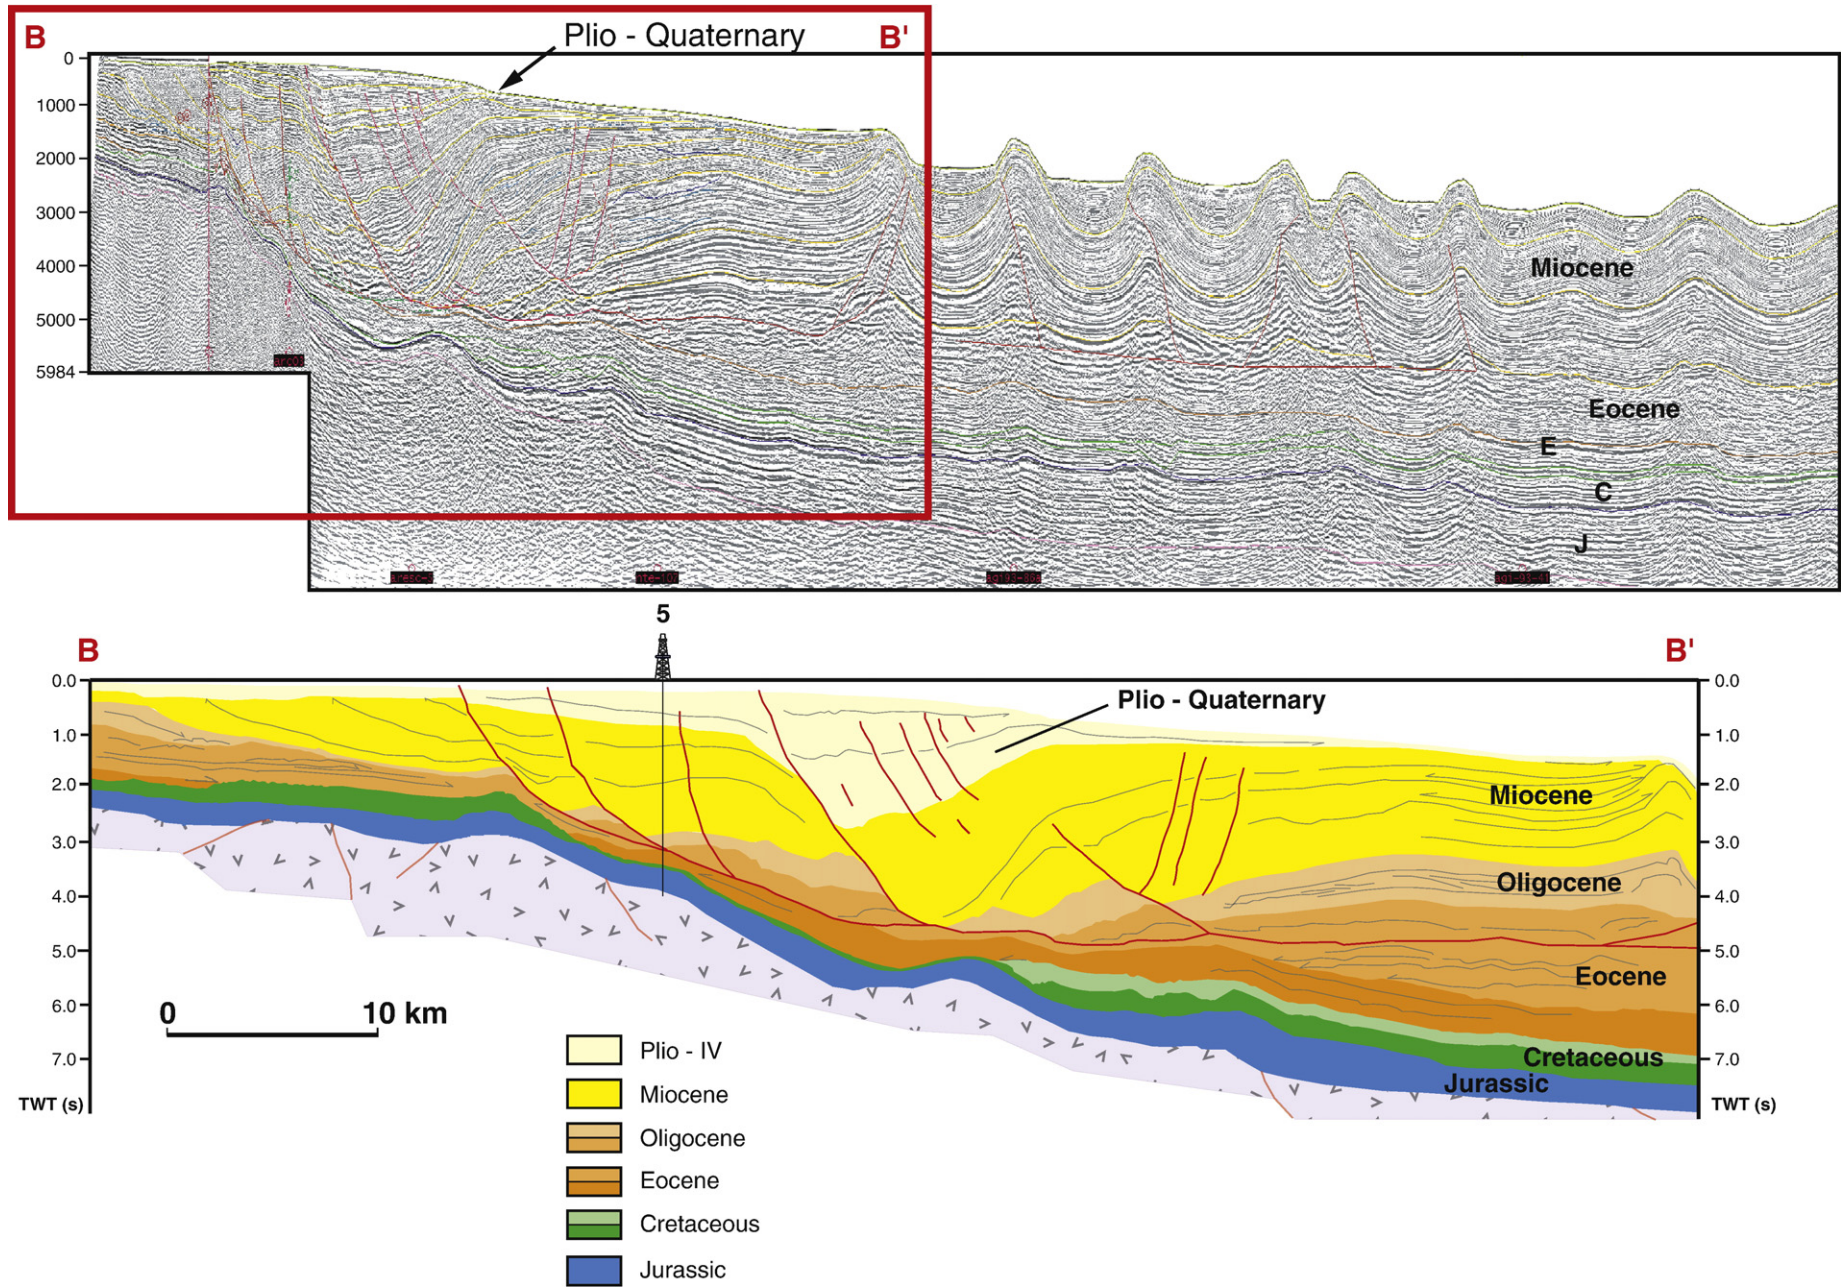 B
B'
Plio - Quaternary
0
1000
2000
3000
4000
5000
5984
Miocene
Eocene
E
C
J
5
B
B'
0.0
1.0
2.0
3.0
4.0
5.0
6.0
7.0
TWT (s)
0.0
1.0
2.0
3.0
4.0
5.0
6.0
7.0
TWT (s)
Plio - Quaternary
Miocene
Oligocene
Eocene
Cretaceous
Jurassic
0
10 km
Plio - IV
Miocene
Oligocene
Eocene
Cretaceous
Jurassic